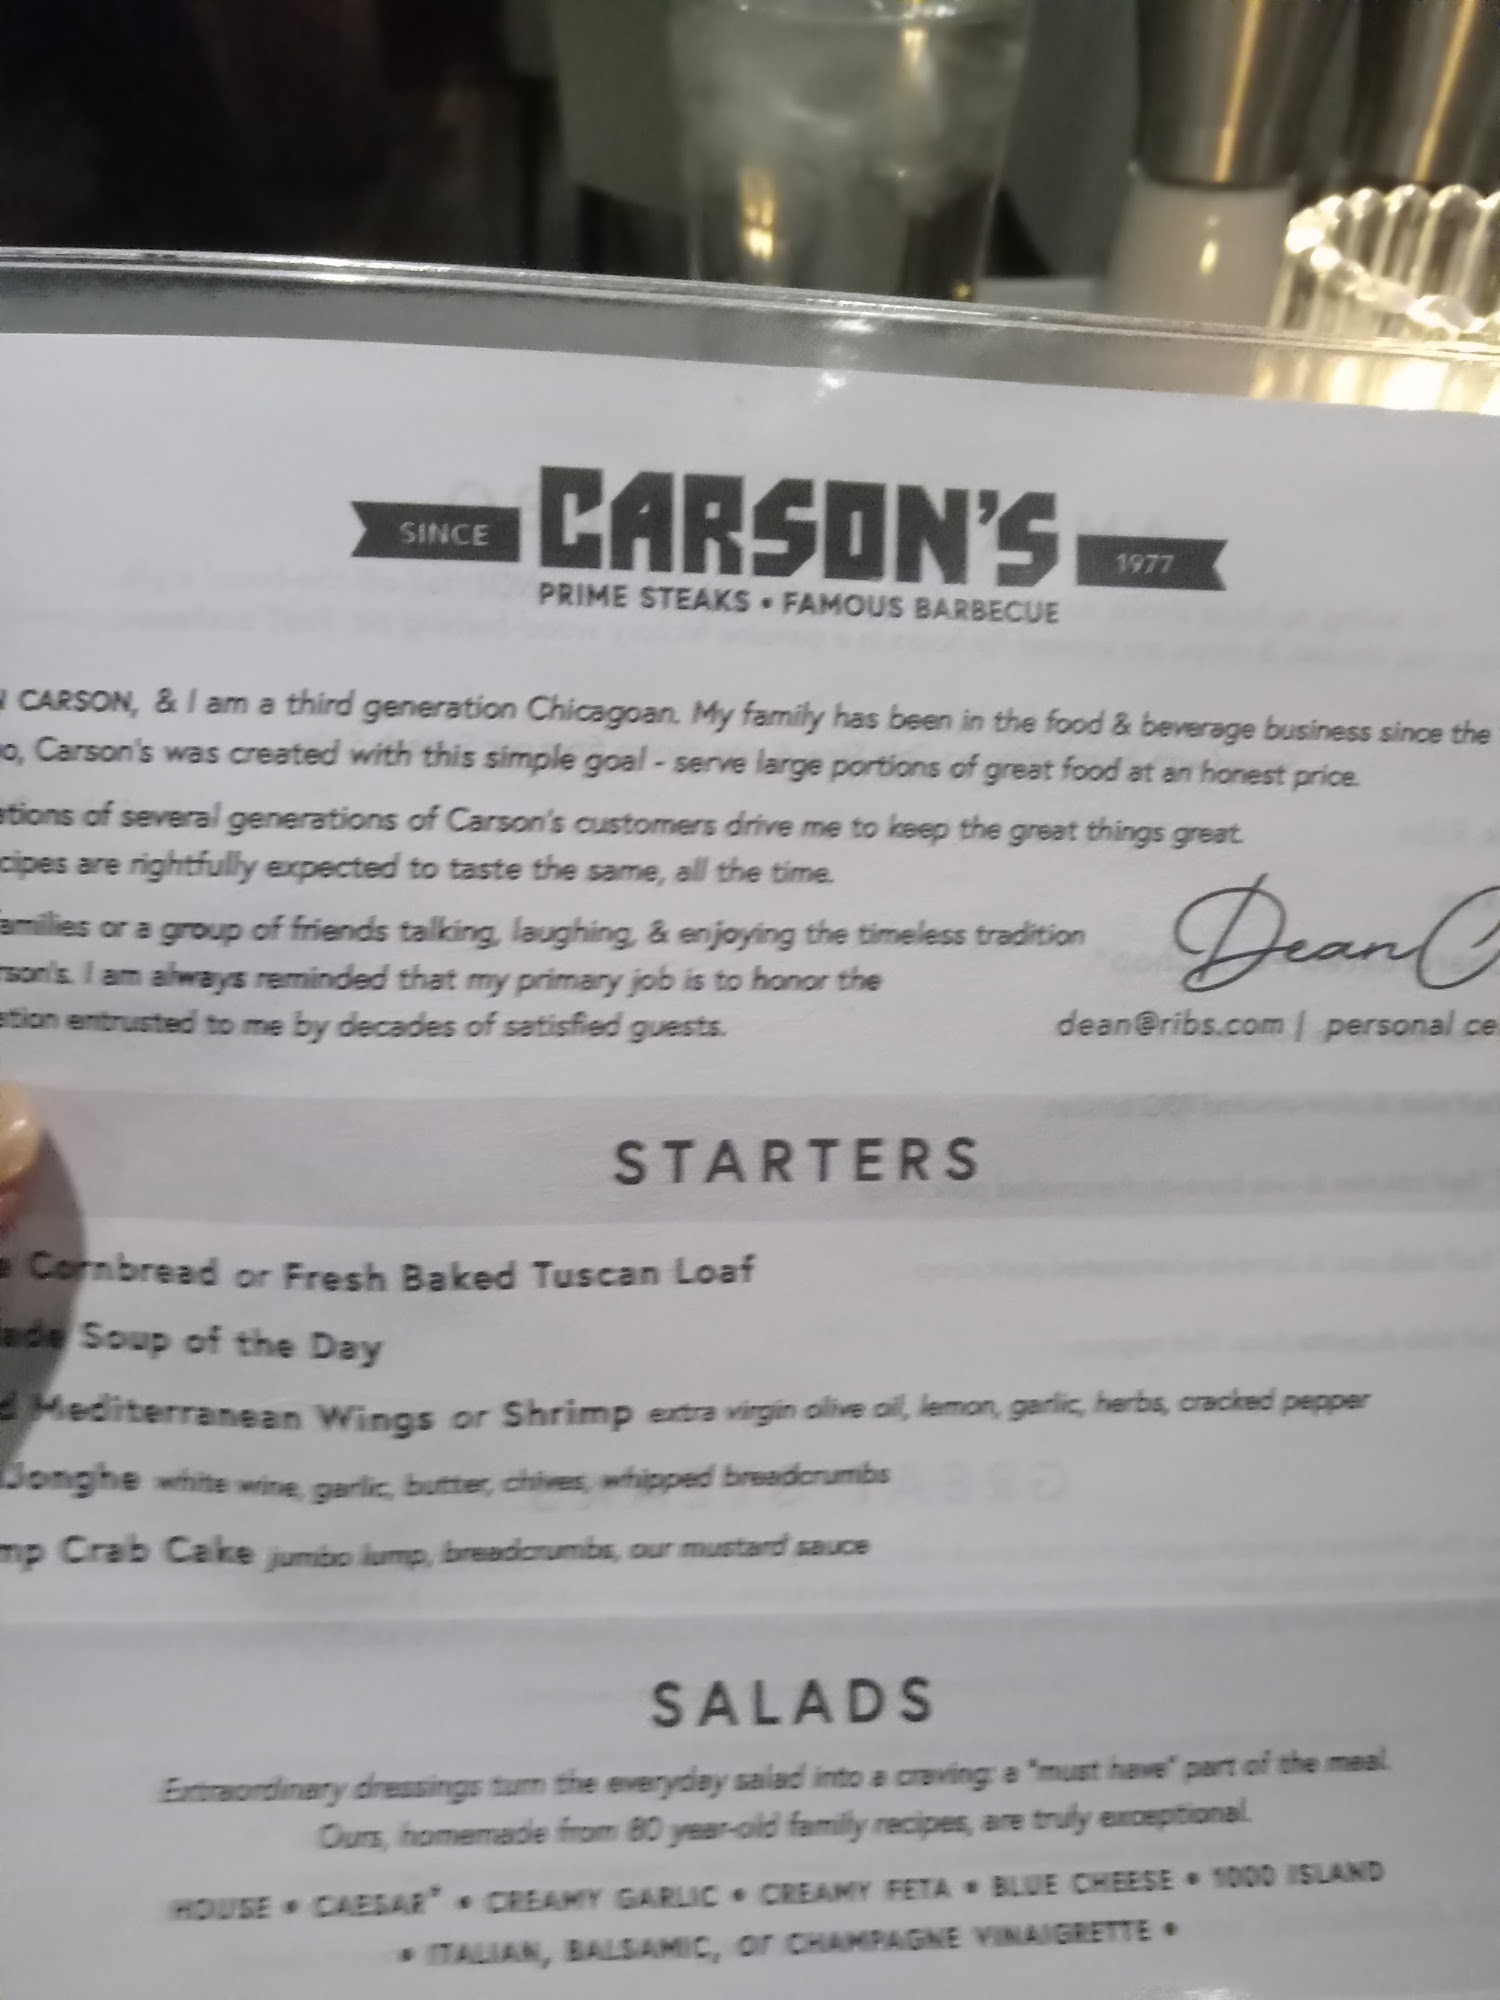 SINCE CARSON'S 1977
PRIME STEAKS • FAMOUS BARBECUE
CARSON, & I am a third generation Chicagoan. My family has been in the food & beverage business since the
Carson's was created with this simple goal - serve large portions of great food at an honest price.
of several generations of Carson's customers drive me to keep the great things great.
are rightfully expected to taste the same, all the time.
or a group of friends talking, laughing, & enjoying the timeless tradition
I am always reminded that my primary job is to honor the
entrusted to me by decades of satisfied guests.
Dean C
dean@ribs.com | personal ce
STARTERS
Cornbread or Fresh Baked Tuscan Loaf
Soup of the Day
Mediterranean Wings or Shrimp extra virgin olive oil, lemon, garlic, herbs, cracked pepper
Jonghe white wine, garlic, butter, chives, whipped breadcrumbs
Crab Cake jumbo lump, breadcrumbs, our mustard sauce
SALADS
Extraordinary dressings turn the everyday salad into a craving: a "must have" part of the meal.
Ours, homemade from 80 year-old family recipes, are truly exceptional.
HOUSE • CAESAR* • CREAMY GARLIC • CREAMY FETA • BLUE CHEESE • 1000 ISLAND
• ITALIAN, BALSAMIC, or CHAMPAGNE VINAIGRETTE •